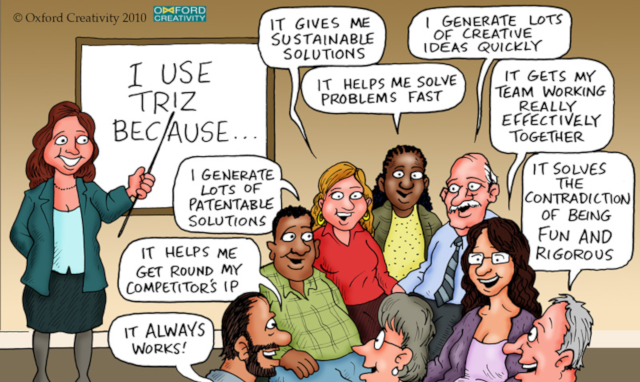 © Oxford Creativity 2010
OXFORD
CREATIVITY
I USE
TRIZ
BECAUSE...
IT GIVES ME
SUSTAINABLE
SOLUTIONS
I GENERATE LOTS
OF CREATIVE
IDEAS QUICKLY
IT HELPS ME SOLVE
PROBLEMS FAST
IT GETS MY
TEAM WORKING
REALLY
EFFECTIVELY
TOGETHER
I GENERATE
LOTS OF
PATENTABLE
SOLUTIONS
IT SOLVES
THE
CONTRADICTION
OF BEING
FUN AND
RIGOROUS
IT HELPS ME
GET ROUND MY
COMPETITOR'S IP
IT ALWAYS
WORKS!